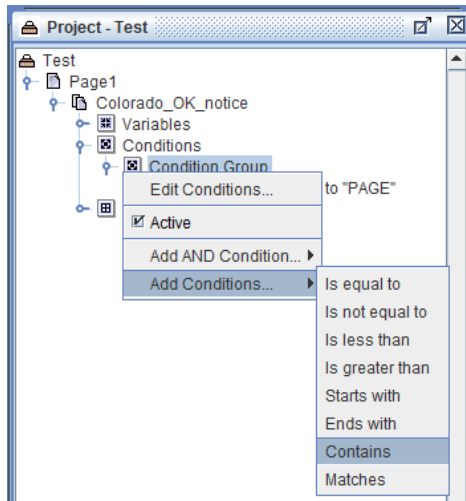 Project - Test
Test
Page1
Colorado_OK_notice
Variables
Conditions
Condition Group
Edit Conditions...
to "PAGE"
Active
Add AND Condition...
Add Conditions...
Is equal to
Is not equal to
Is less than
Is greater than
Starts with
Ends with
Contains
Matches